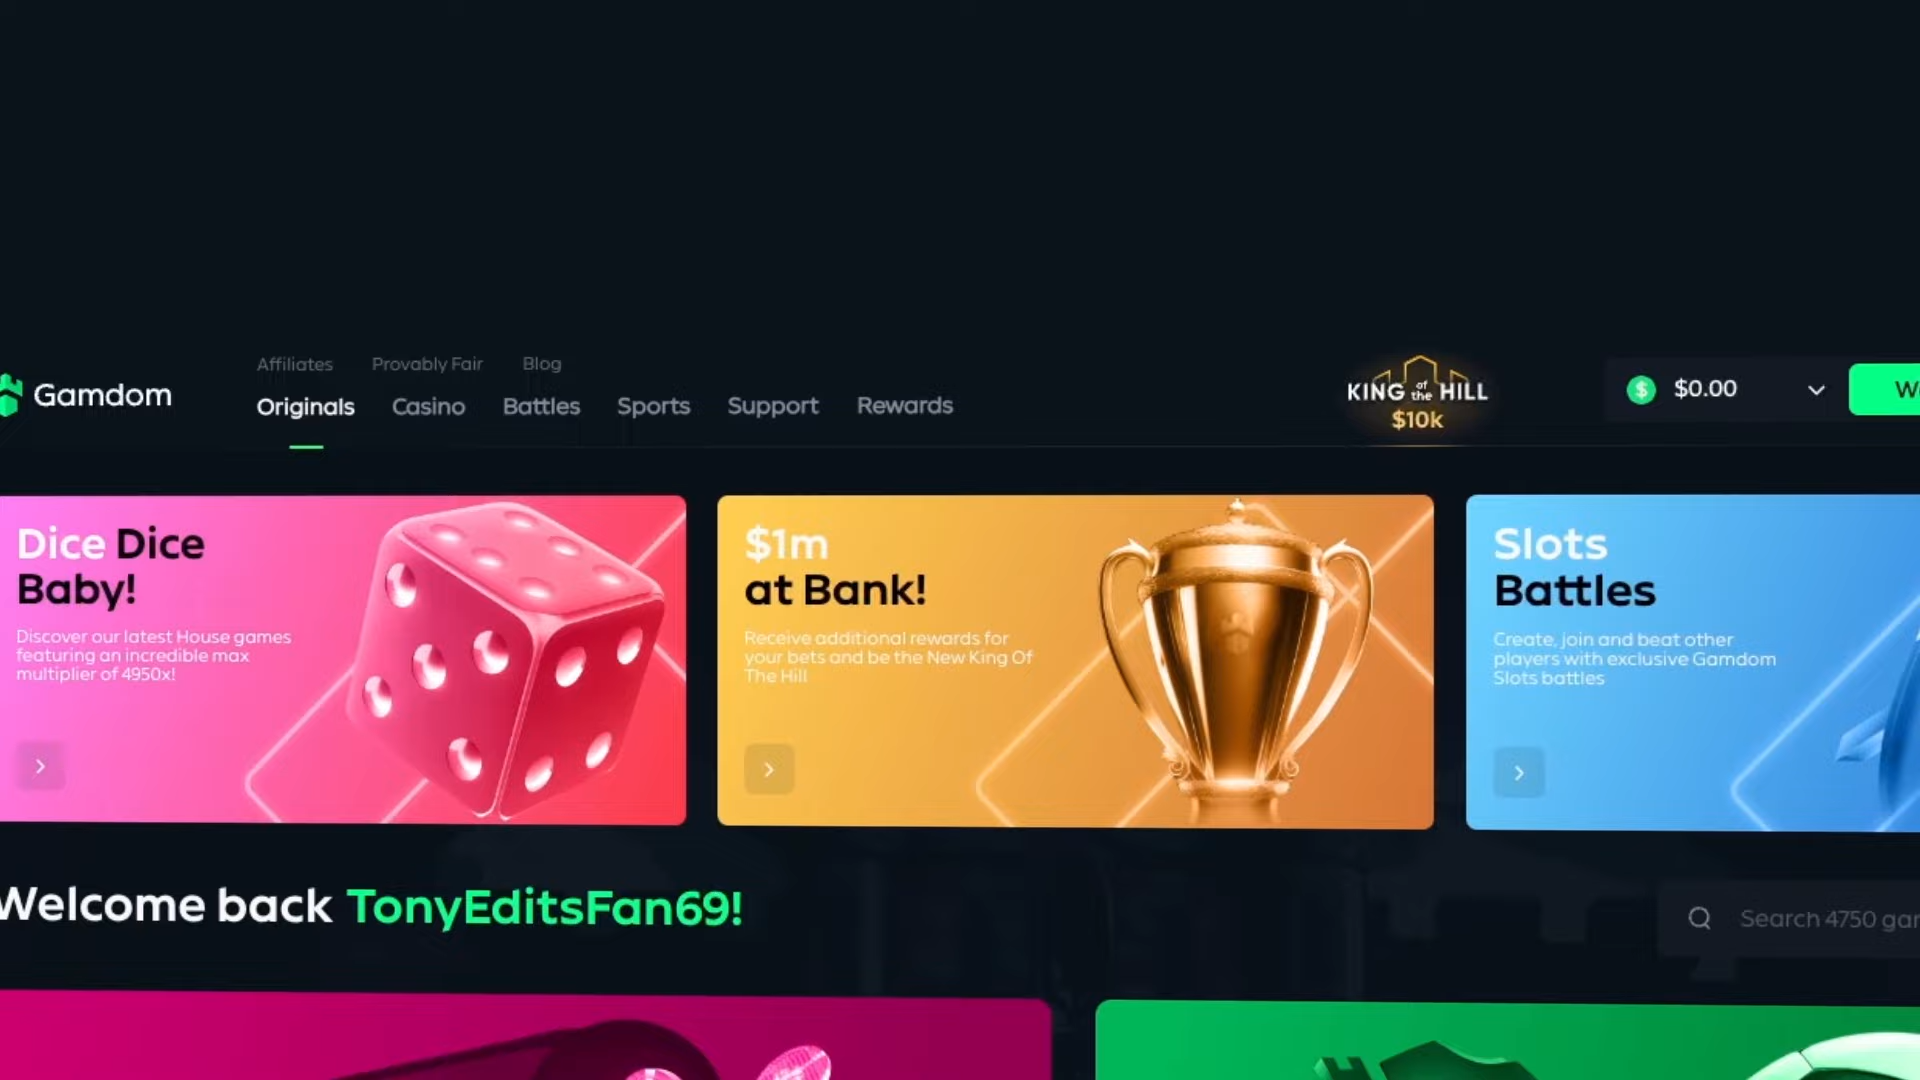 Affiliates Provably Fair Blog
Gamdom
Originals Casino Battles Sports Support Rewards
KING of the HILL
$10k
$0.00
Dice Dice
Baby!
Discover our latest House games
featuring an incredible max
multiplier of 4950x!
$1m
at Bank!
Receive additional rewards for
your bets and be the New King Of
The Hill
Slots
Battles
Create, join and beat other
players with exclusive Gamdom
Slots battles
Welcome back TonyEditsFan69!
Search 4750